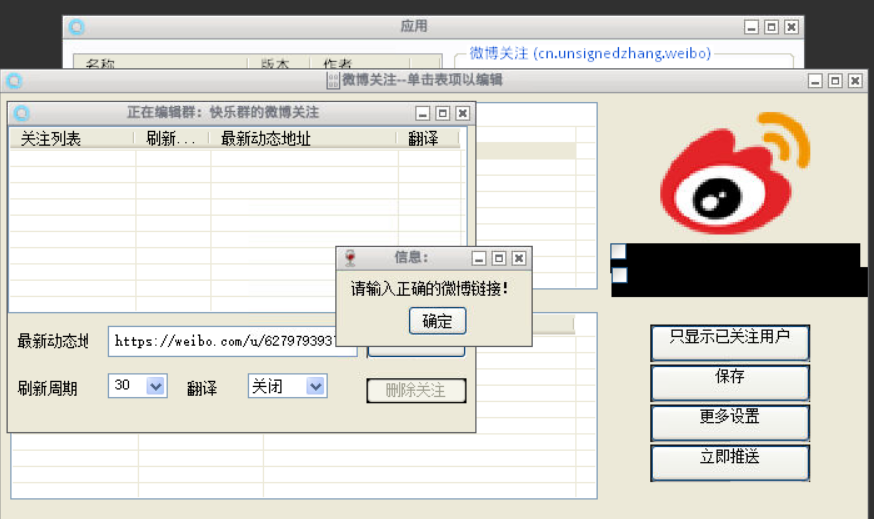 应用
名称 版本 作者
微博关注 (cn.unsignedzhang.weibo)
微博关注--单击表项以编辑
正在编辑群：快乐群的微博关注
关注列表 刷新... 最新动态地址 翻译
信息:
请输入正确的微博链接!
确定
最新动态地
https://weibo.com/u/627979393
刷新周期 30 翻译 关闭
删除关注
只显示已关注用户
保存
更多设置
立即推送